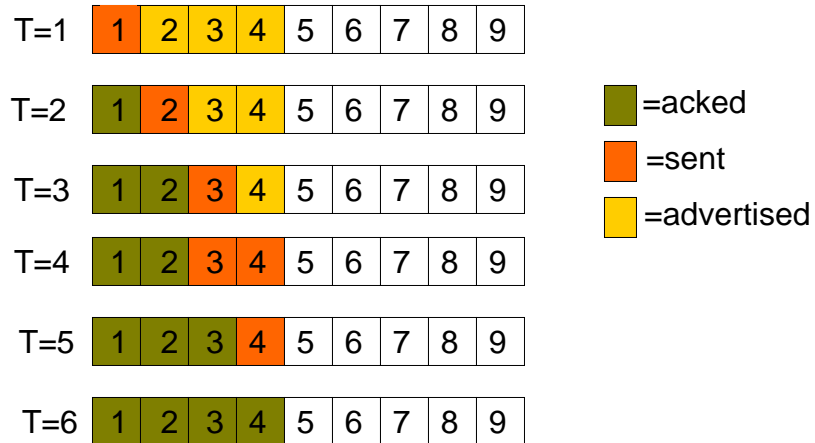 T=1 1 2 3 4 5 6 7 8 9
T=2 1 2 3 4 5 6 7 8 9
=acked
=sent
T=3 1 2 3 4 5 6 7 8 9
=advertised
T=4 1 2 3 4 5 6 7 8 9
T=5 1 2 3 4 5 6 7 8 9
T=6 1 2 3 4 5 6 7 8 9